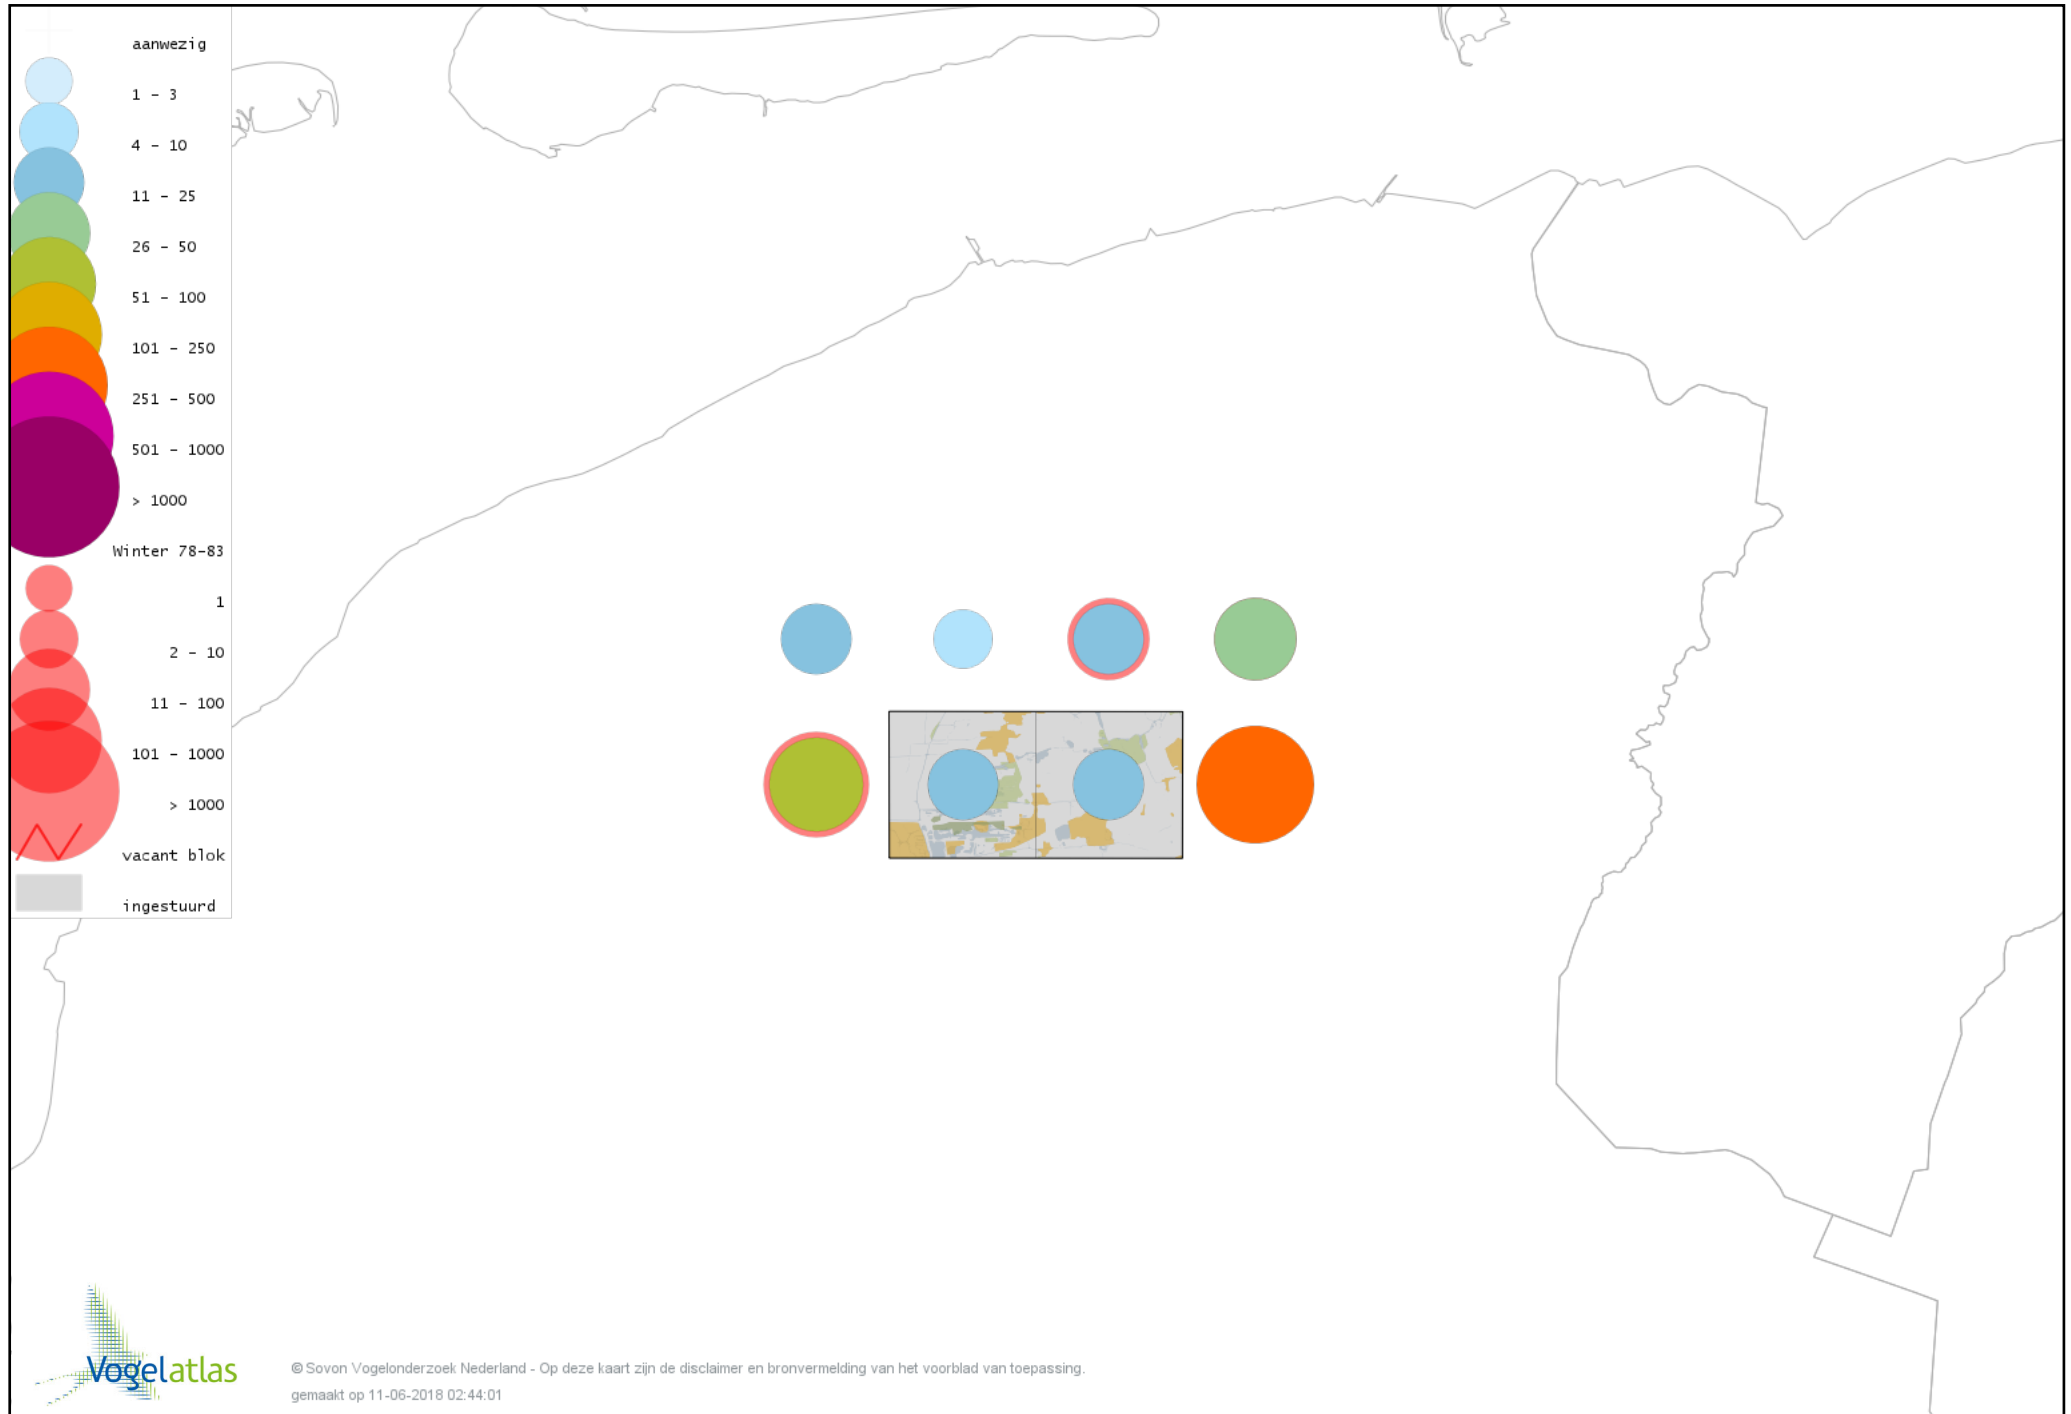 aanwezig
1 - 3
4 - 10
11 - 25
26 - 50
51 - 100
101 - 250
251 - 500
501 - 1000
> 1000
Winter 78-83
1
2 - 10
11 - 100
101 - 1000
> 1000
vacant blok
ingestuurd
Vogelatlas
© Sovon Vogelonderzoek Nederland - Op deze kaart zijn de disclaimer en bronvermelding van het voorblad van toepassing.
gemaakt op 11-06-2018 02:44:01